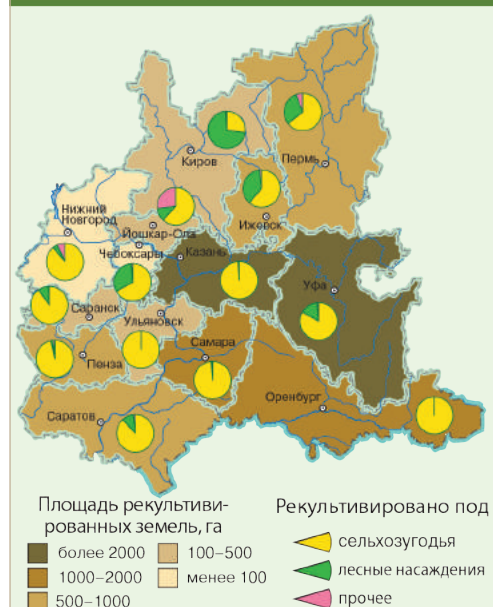 Киров
Пермь
Нижний
Новгород
Йошкар-Ола
Ижевск
Чебоксары
Казань
Уфа
Саранск
Ульяновск
Самара
Пенза
Оренбург
Саратов
Площадь рекультиви-
рованных земель, га
более 2000
1000–2000
500–1000
100–500
менее 100
Рекультивировано под
сельхозугодья
лесные насаждения
прочее